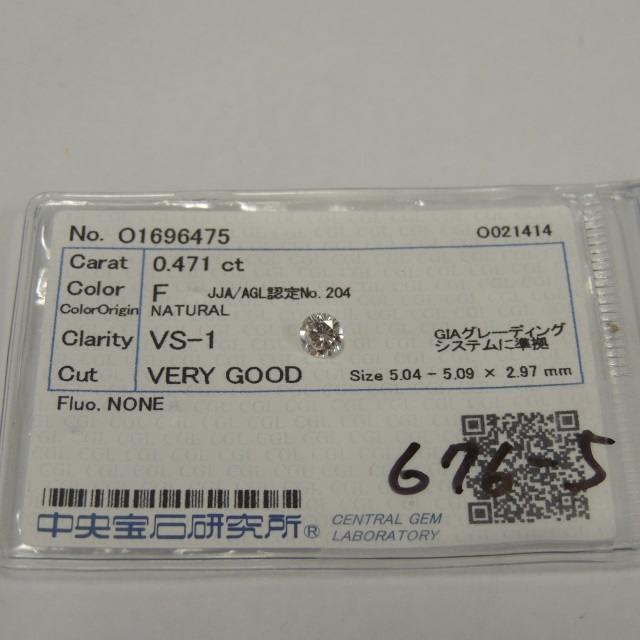 No. O1696475 O021414
Carat 0.471 ct
Color F JJA/AGL認定No.204
ColorOrigin NATURAL
Clarity VS-1 GIAグレーディング
システムに準拠
Cut VERY GOOD Size 5.04 - 5.09 × 2.97 mm
Fluo. NONE
676-5
中央宝石研究所® CENTRAL GEM
LABORATORY